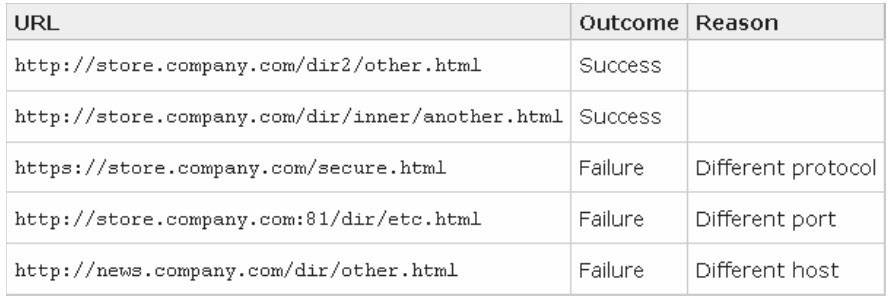 URL Outcome Reason
http://store.company.com/dir2/other.html Success
http://store.company.com/dir/inner/another.html Success
https://store.company.com/secure.html Failure Different protocol
http://store.company.com:81/dir/etc.html Failure Different port
http://news.company.com/dir/other.html Failure Different host